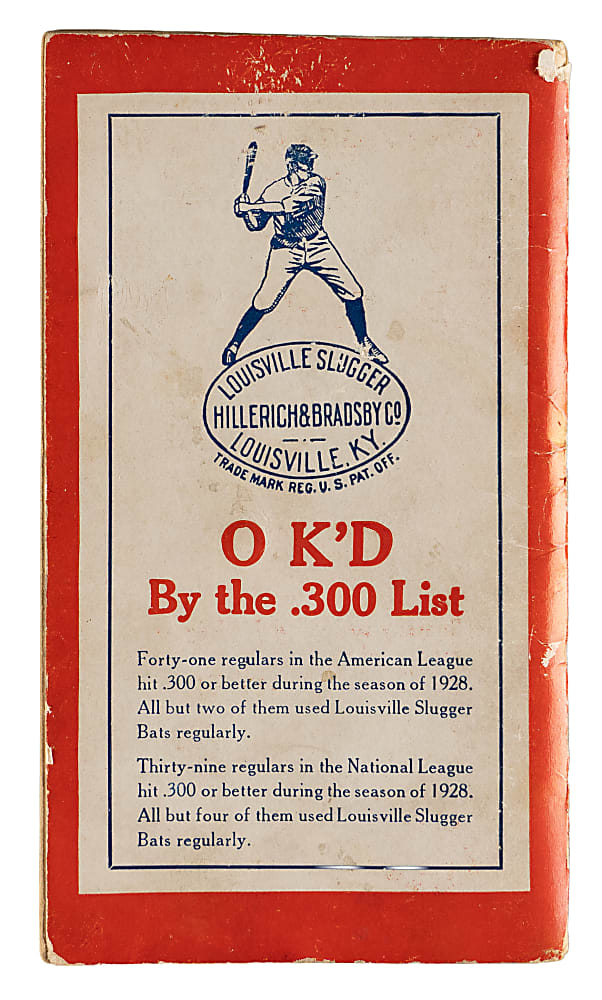 LOUISVILLE SLUGGER
HILLERICH&BRADSBY CO
LOUISVILLE, KY.
TRADE MARK REG. U. S. PAT. OFF.
O K'D
By the .300 List
Forty-one regulars in the American League
hit .300 or better during the season of 1928.
All but two of them used Louisville Slugger
Bats regularly.
Thirty-nine regulars in the National League
hit .300 or better during the season of 1928.
All but four of them used Louisville Slugger
Bats regularly.